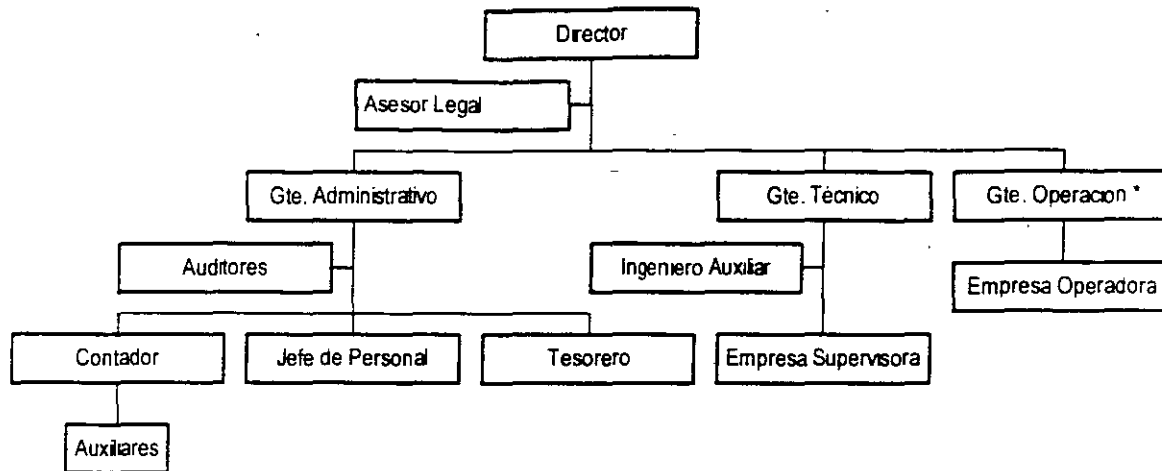 Director
Asesor Legal
Gte. Administrativo
Gte. Técnico
Gte. Operacion *
Auditores
Ingeniero Auxiliar
Empresa Operadora
Contador
Jefe de Personal
Tesorero
Empresa Supervisora
Auxiliares